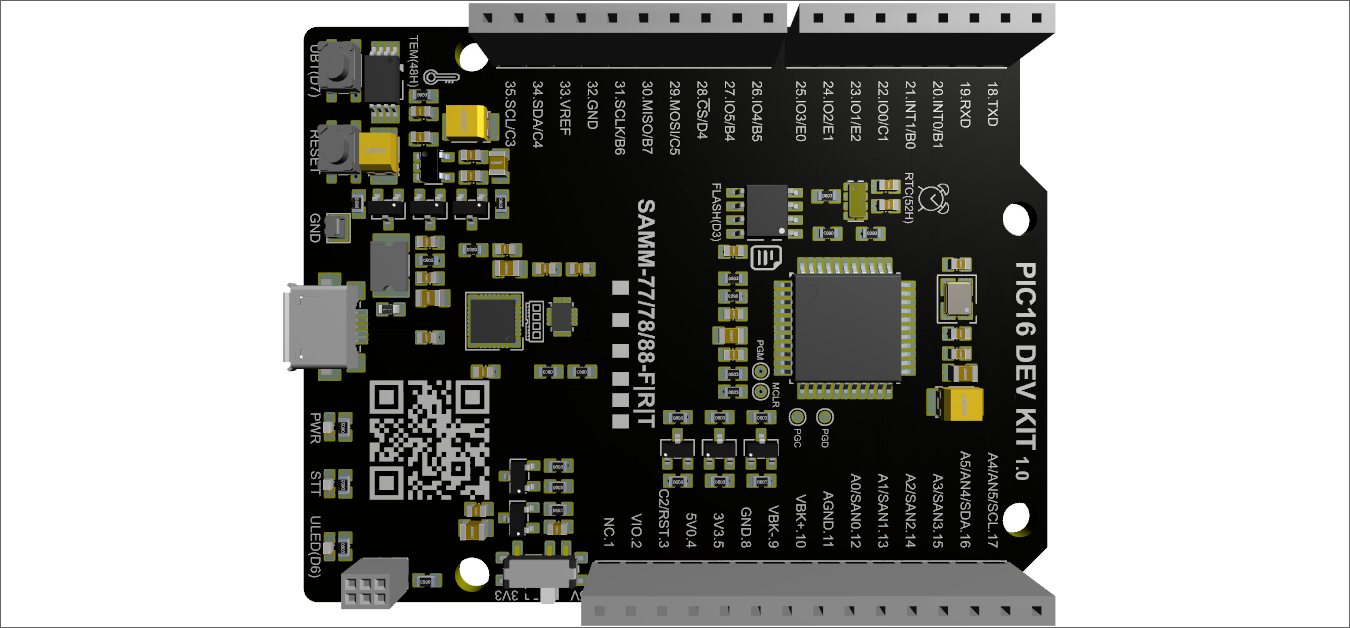 UBT(D7)
TEM(48H)
RESET
GND
35.SCL/C3
34.SDA/C4
33.VREF
32.GND
31.SCLK/B6
30.MISO/B7
29.MOSI/C5
28.CS/D4
27.IO5/B4
26.IO4/B5
25.IO3/E0
24.IO2/E1
23.IO1/E2
22.IO0/C1
21.INT1/B0
20.INT0/B1
19.RXD
18.TXD
FLASH(D3)
RTC(52H)
SAMM-77/78/88-F|R|T
PIC16 DEV KIT 1.0
PGM
MCLR
PGC
PGD
PWR
STT
ULED(D6)
NC.1
VIO.2
C2/RST.3
5V0.4
3V3.5
GND.8
VBK-.9
VBK+.10
AGND.11
A0/SAN0.12
A1/SAN1.13
A2/SAN2.14
A3/SAN3.15
A5/AN4/SDA.16
A4/AN5/SCL.17
3V3